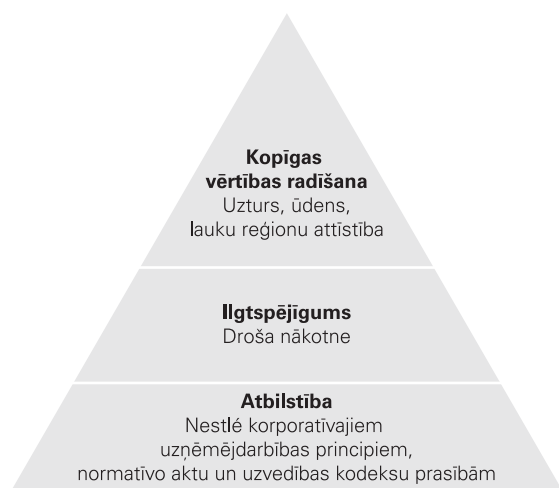 Kopīgas
vērtības radīšana
Uzturs, ūdens,
lauku reģionu attīstība
Ilgtspējīgums
Droša nākotne
Atbilstība
Nestlé korporatīvajiem
uzņēmējdarbības principiem,
normatīvo aktu un uzvedības kodeksu prasībām